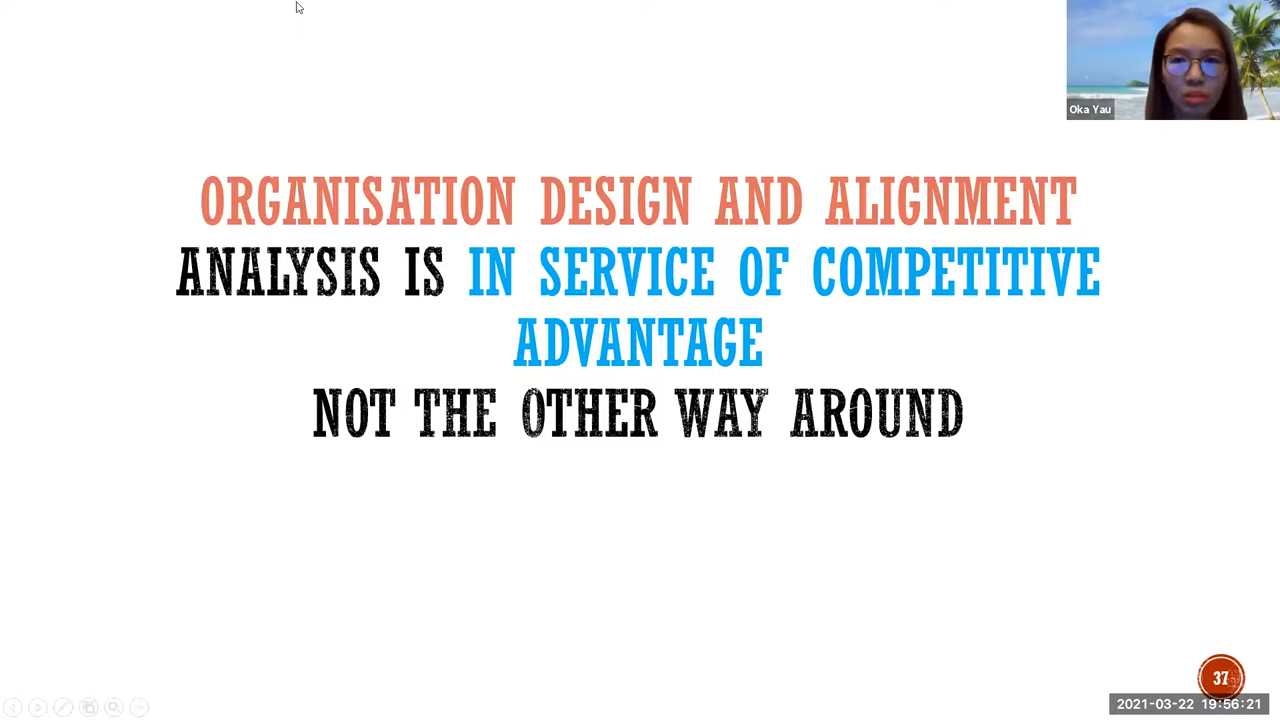 Oka Yau
ORGANISATION DESIGN AND ALIGNMENT
ANALYSIS IS IN SERVICE OF COMPETITIVE
ADVANTAGE
NOT THE OTHER WAY AROUND
37
2021-03-22 19:56:21